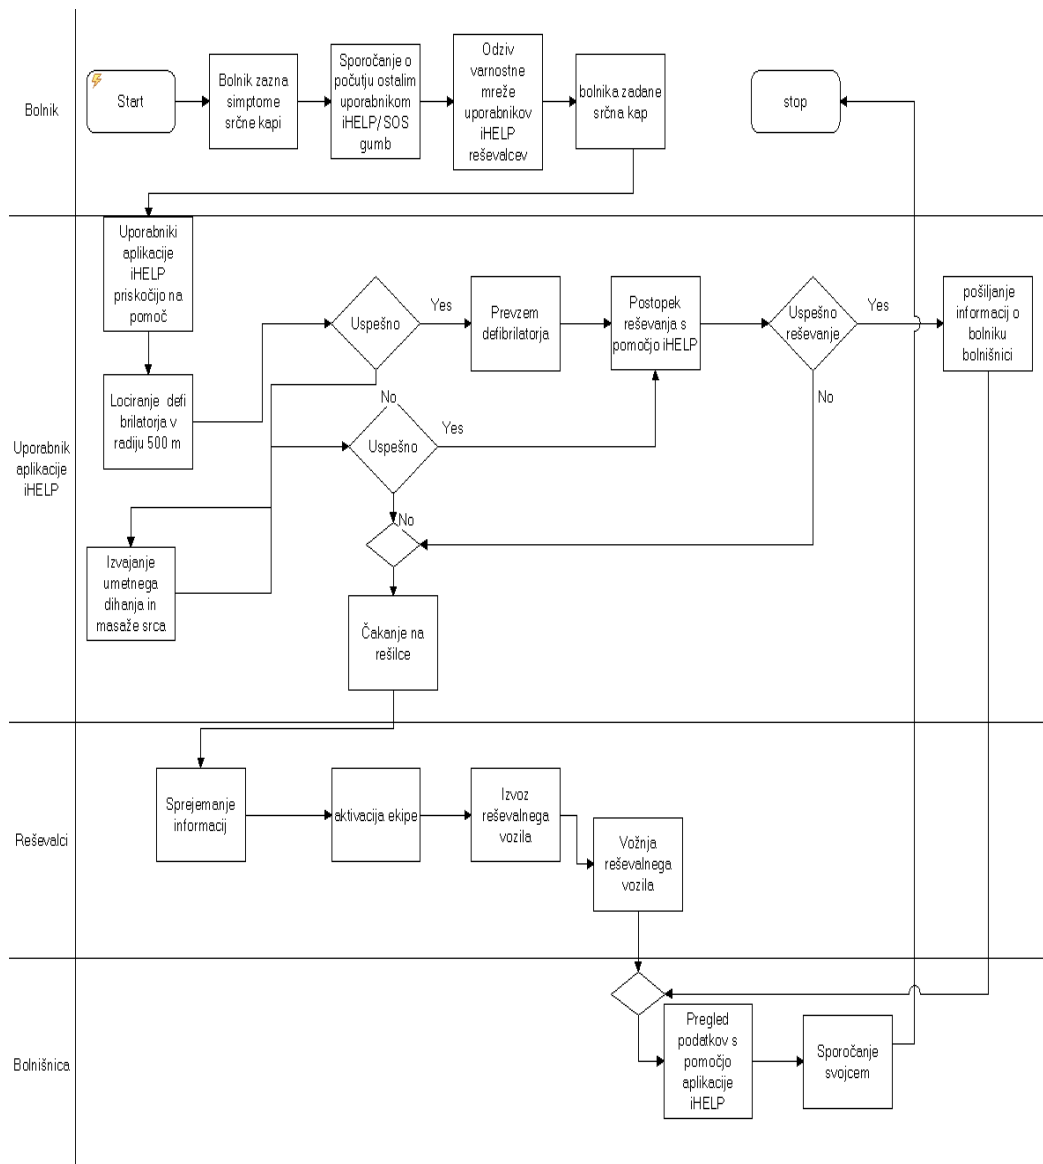 Bolnik
Start
Bolnik zazna
simptome
srčne kapi
Sporočanje o
počutju ostalim
uporabnikom
iHELP/SOS
gumb
Odziv
varnostne
mreže
uporabnikov
iHELP
reševalcev
bolnika zadane
srčna kap
stop
Uporabnik
aplikacije
iHELP
Uporabniki
aplikacije
iHELP
priskočijo na
pomoč
Lociranje defi
brilatorja v
radiju 500 m
Uspešno
Yes
No
Prevzem
defibrilatorja
Postopek
reševanja s
pomočjo iHELP
Uspešno
reševanje
Yes
No
pošiljanje
informacij o
bolniku
bolnišnici
Uspešno
Yes
No
Izvajanje
umetnega
dihanja in
masaže srca
Čakanje na
rešilce
Reševalci
Sprejemanje
informacij
aktivacija ekipe
Izvoz
reševalnega
vozila
Vožnja
reševalnega
vozila
Bolnišnica
Pregled
podatkov s
pomočjo
aplikacije
iHELP
Sporočanje
svojcem